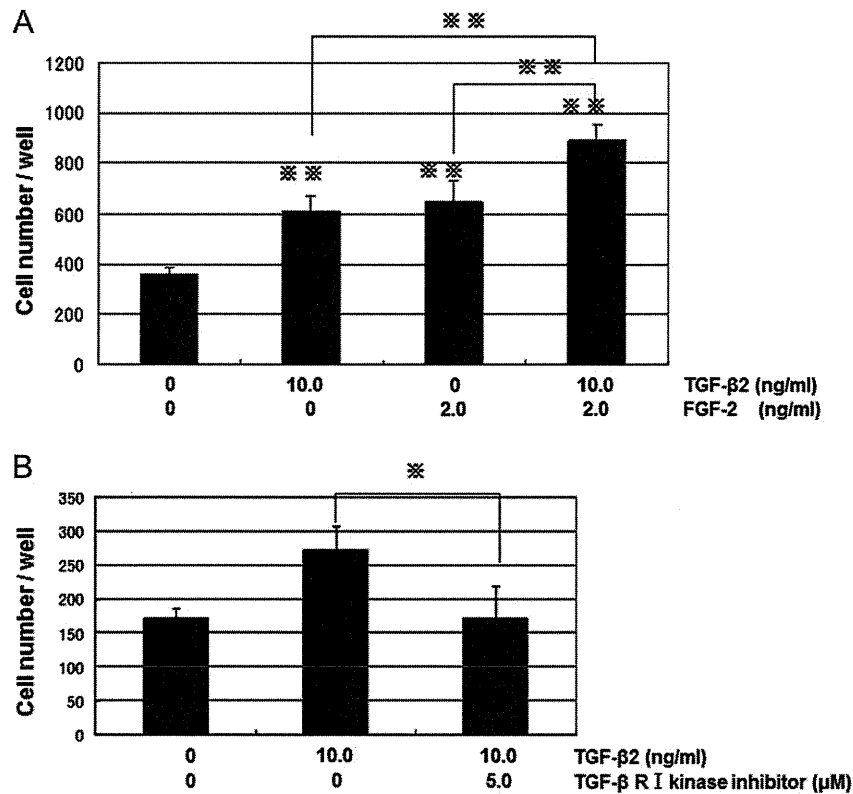 A
※ ※
※ ※
※ ※
※ ※
※ ※
Cell number / well
1200
1000
800
600
400
200
0
0 10.0 0 10.0 TGF-β2 (ng/ml)
0 0 2.0 2.0 FGF-2 (ng/ml)
B
※
Cell number / well
350
300
250
200
150
100
50
0
0 10.0 10.0 TGF-β2 (ng/ml)
0 0 5.0 TGF-β R Ⅰ kinase inhibitor (μM)